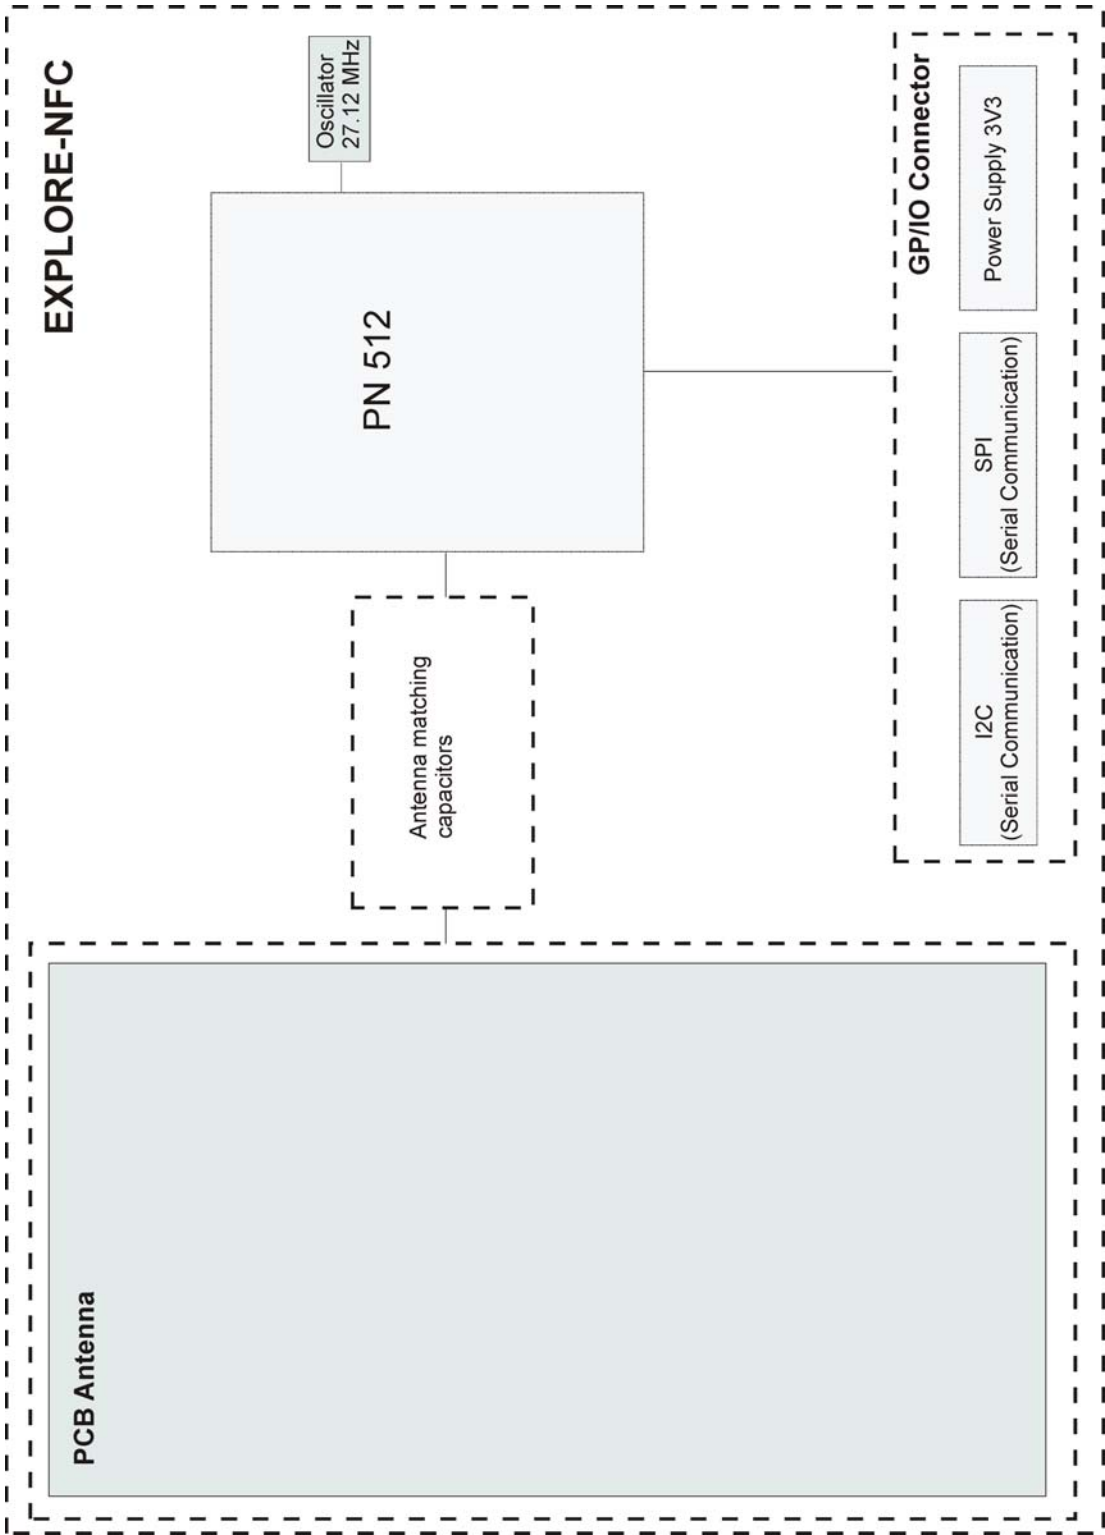 EXPLORE-NFC
Oscillator
27.12 MHz
PN 512
Antenna matching
capacitors
PCB Antenna
GP/IO Connector
I2C
(Serial Communication)
SPI
(Serial Communication)
Power Supply 3V3